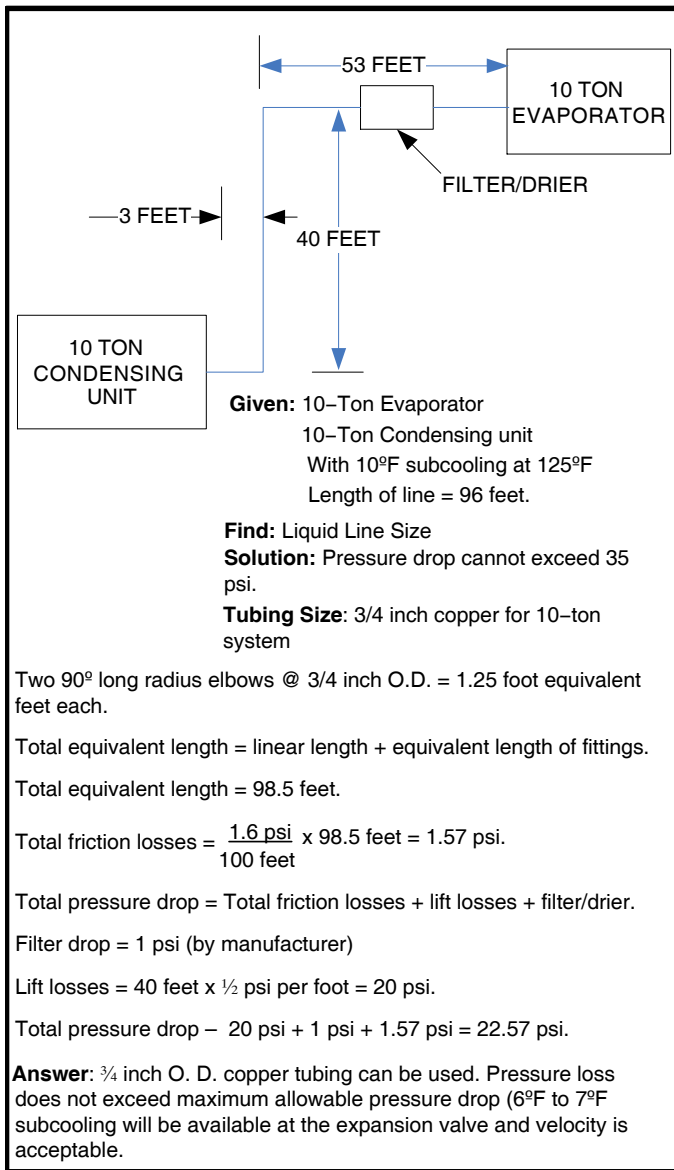 53 FEET
10 TON
EVAPORATOR
FILTER/DRIER
3 FEET
40 FEET
10 TON
CONDENSING
UNIT
Given: 10−Ton Evaporator
10−Ton Condensing unit
With 10ºF subcooling at 125ºF
Length of line = 96 feet.
Find: Liquid Line Size
Solution: Pressure drop cannot exceed 35
psi.
Tubing Size: 3/4 inch copper for 10−ton
system
Two 90º long radius elbows @ 3/4 inch O.D. = 1.25 foot equivalent
feet each.
Total equivalent length = linear length + equivalent length of fittings.
Total equivalent length = 98.5 feet.
Total friction losses = 1.6 psi x 98.5 feet = 1.57 psi.
100 feet
Total pressure drop = Total friction losses + lift losses + filter/drier.
Filter drop = 1 psi (by manufacturer)
Lift losses = 40 feet x ½ psi per foot = 20 psi.
Total pressure drop − 20 psi + 1 psi + 1.57 psi = 22.57 psi.
Answer: ¾ inch O. D. copper tubing can be used. Pressure loss
does not exceed maximum allowable pressure drop (6ºF to 7ºF
subcooling will be available at the expansion valve and velocity is
acceptable.